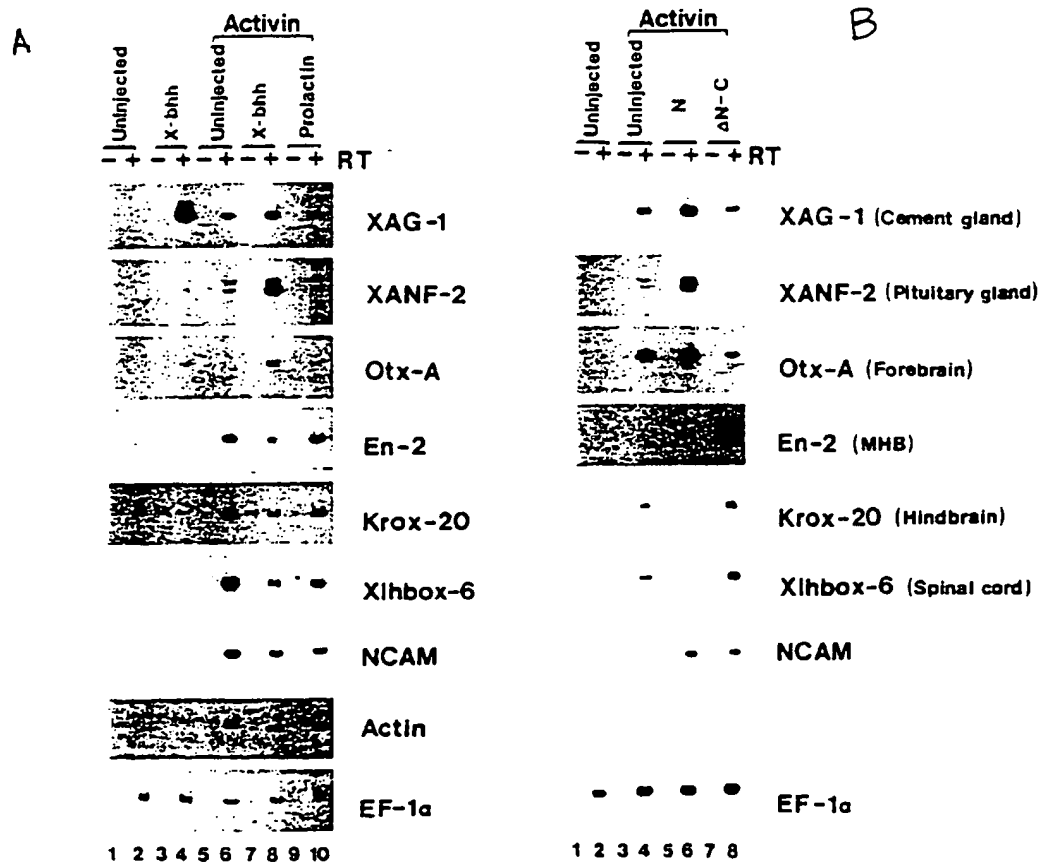 A
Activin
Uninjected
X-bhh
Uninjected
X-bhh
Prolactin
- + - + - + - + - + RT
XAG-1
XANF-2
Otx-A
En-2
Krox-20
Xlhbox-6
NCAM
Actin
EF-1α
1 2 3 4 5 6 7 8 9 10
B
Activin
Uninjected
Uninjected
N
ΔN-C
- + - + - + - + RT
XAG-1 (Cement gland)
XANF-2 (Pituitary gland)
Otx-A (Forebrain)
En-2 (MHB)
Krox-20 (Hindbrain)
Xlhbox-6 (Spinal cord)
NCAM
EF-1α
1 2 3 4 5 6 7 8